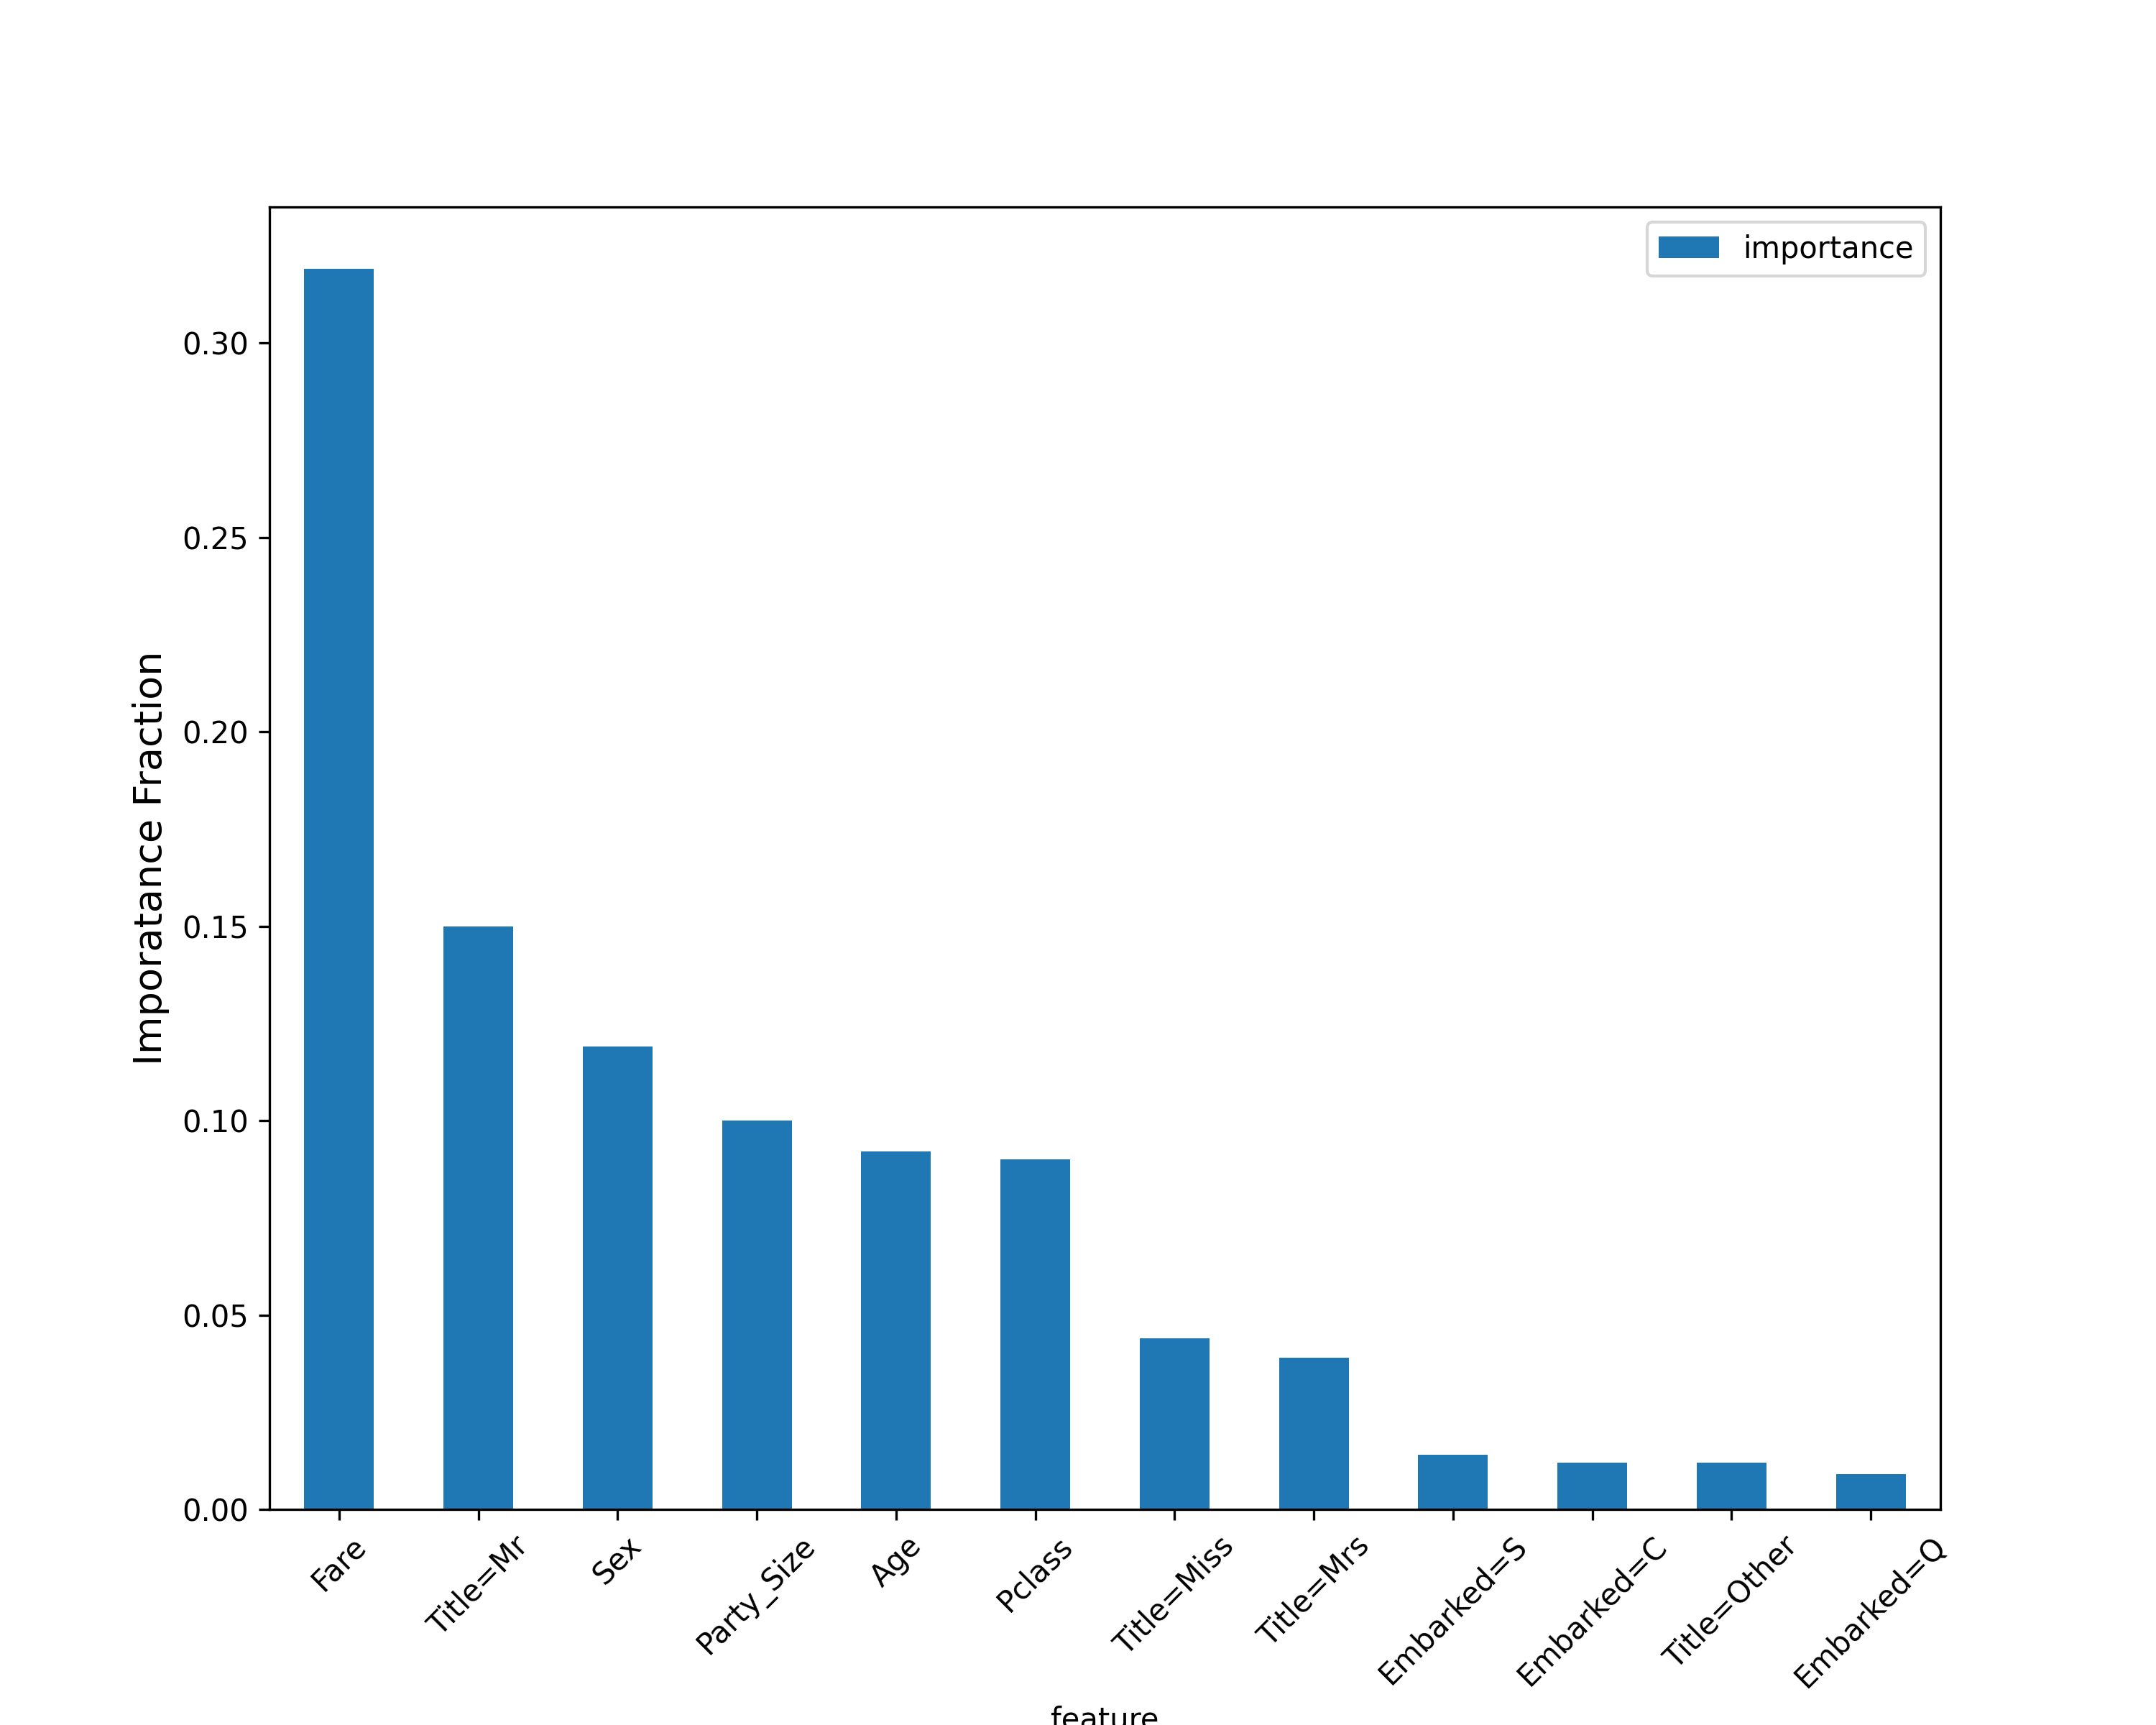 importance
Imporatance Fraction
0.30
0.25
0.20
0.15
0.10
0.05
0.00
Fare
Title=Mr
Sex
Party_Size
Age
Pclass
Title=Miss
Title=Mrs
Embarked=S
Embarked=C
Title=Other
Embarked=Q
feature